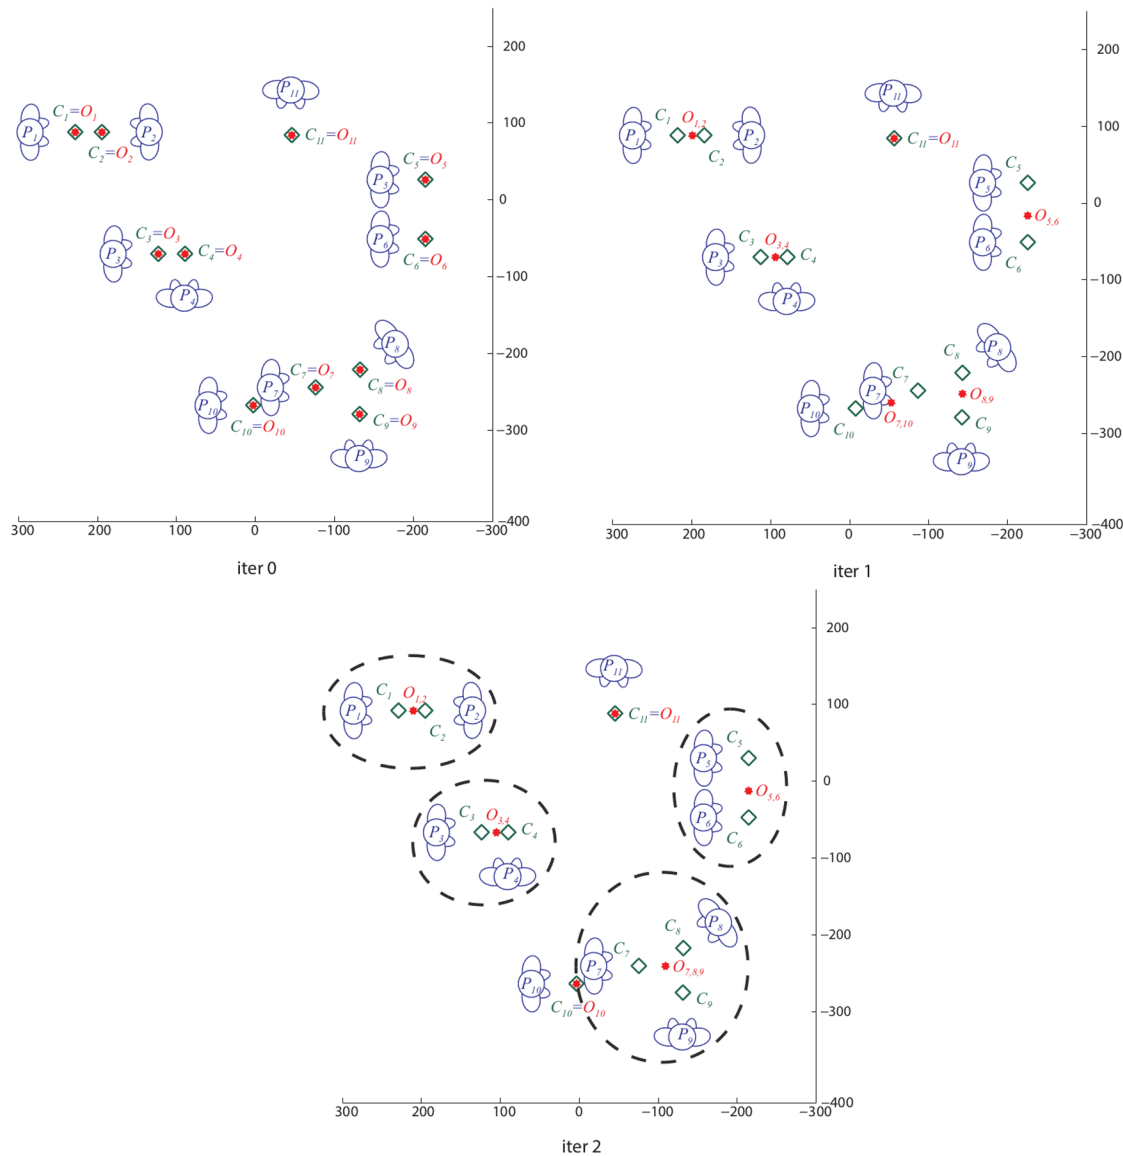 200
P11
C1=O1
P1
P2
100
C11=O11
C2=O2
C5=O5
P5
0
C3=O3
P6
P3
C4=O4
C6=O6
−100
P4
−200
P8
C7=O7
P7
C8=O8
P10
C9=O9
C10=O10
−300
P9
−400
300 200 100 0 −100 −200 −300
iter 0
200
P11
C1 O1,2
P1
P2
100
C11=O11
C2
C5
P5
0
O5,6
C3 O3,4
P6
P3
C4
C6
−100
P4
−200
P8
C8
C7
P7
O8,9
P10
O7,10
C9
C10
−300
P9
−400
300 200 100 0 −100 −200 −300
iter 1
200
P11
C1 O1,2
P1
P2
100
C11=O11
C2
C5
P5
0
O5,6
C3 O3,4
P6
P3
C4
C6
−100
P4
−200
P8
C8
C7
P7
O7,8,9
P10
C9
C10=O10
−300
P9
−400
300 200 100 0 −100 −200 −300
iter 2